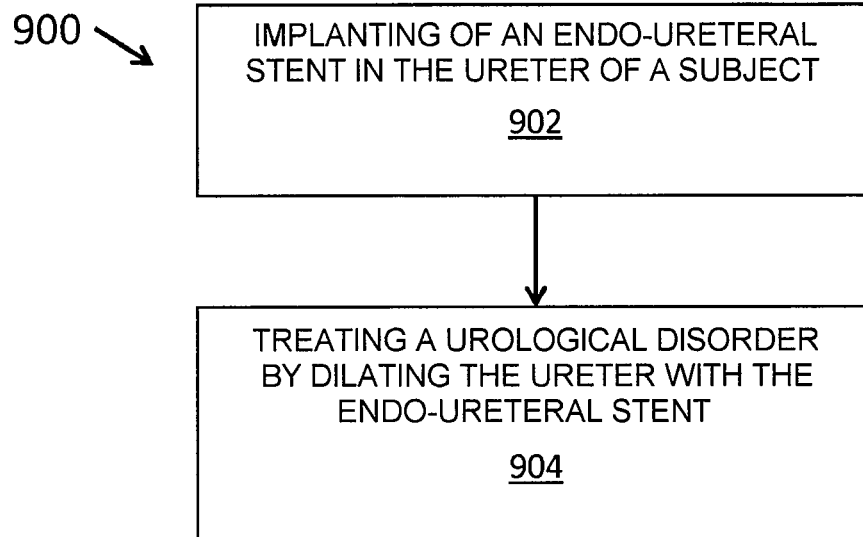 900
IMPLANTING OF AN ENDO-URETERAL
STENT IN THE URETER OF A SUBJECT
902
TREATING A UROLOGICAL DISORDER
BY DILATING THE URETER WITH THE
ENDO-URETERAL STENT
904